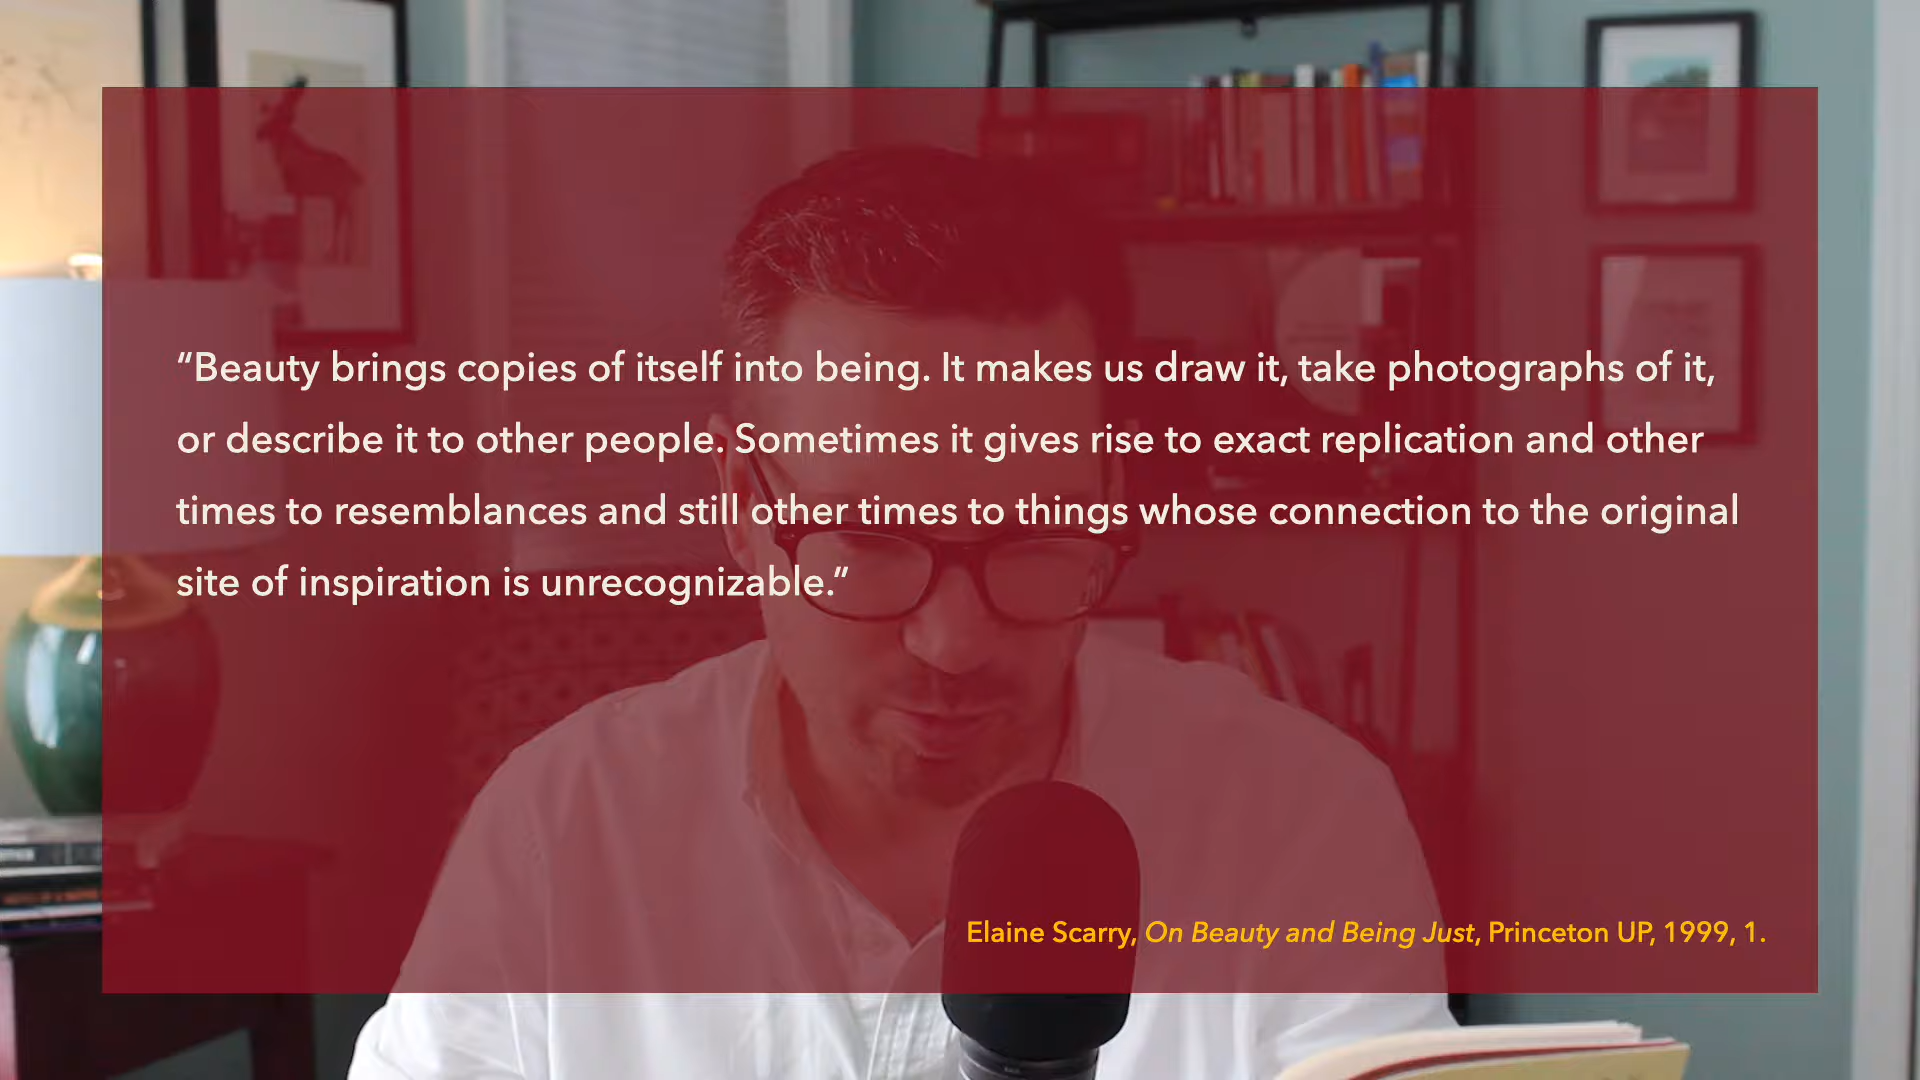 “Beauty brings copies of itself into being. It makes us draw it, take photographs of it,
or describe it to other people. Sometimes it gives rise to exact replication and other
times to resemblances and still other times to things whose connection to the original
site of inspiration is unrecognizable.”
Elaine Scarry, On Beauty and Being Just, Princeton UP, 1999, 1.